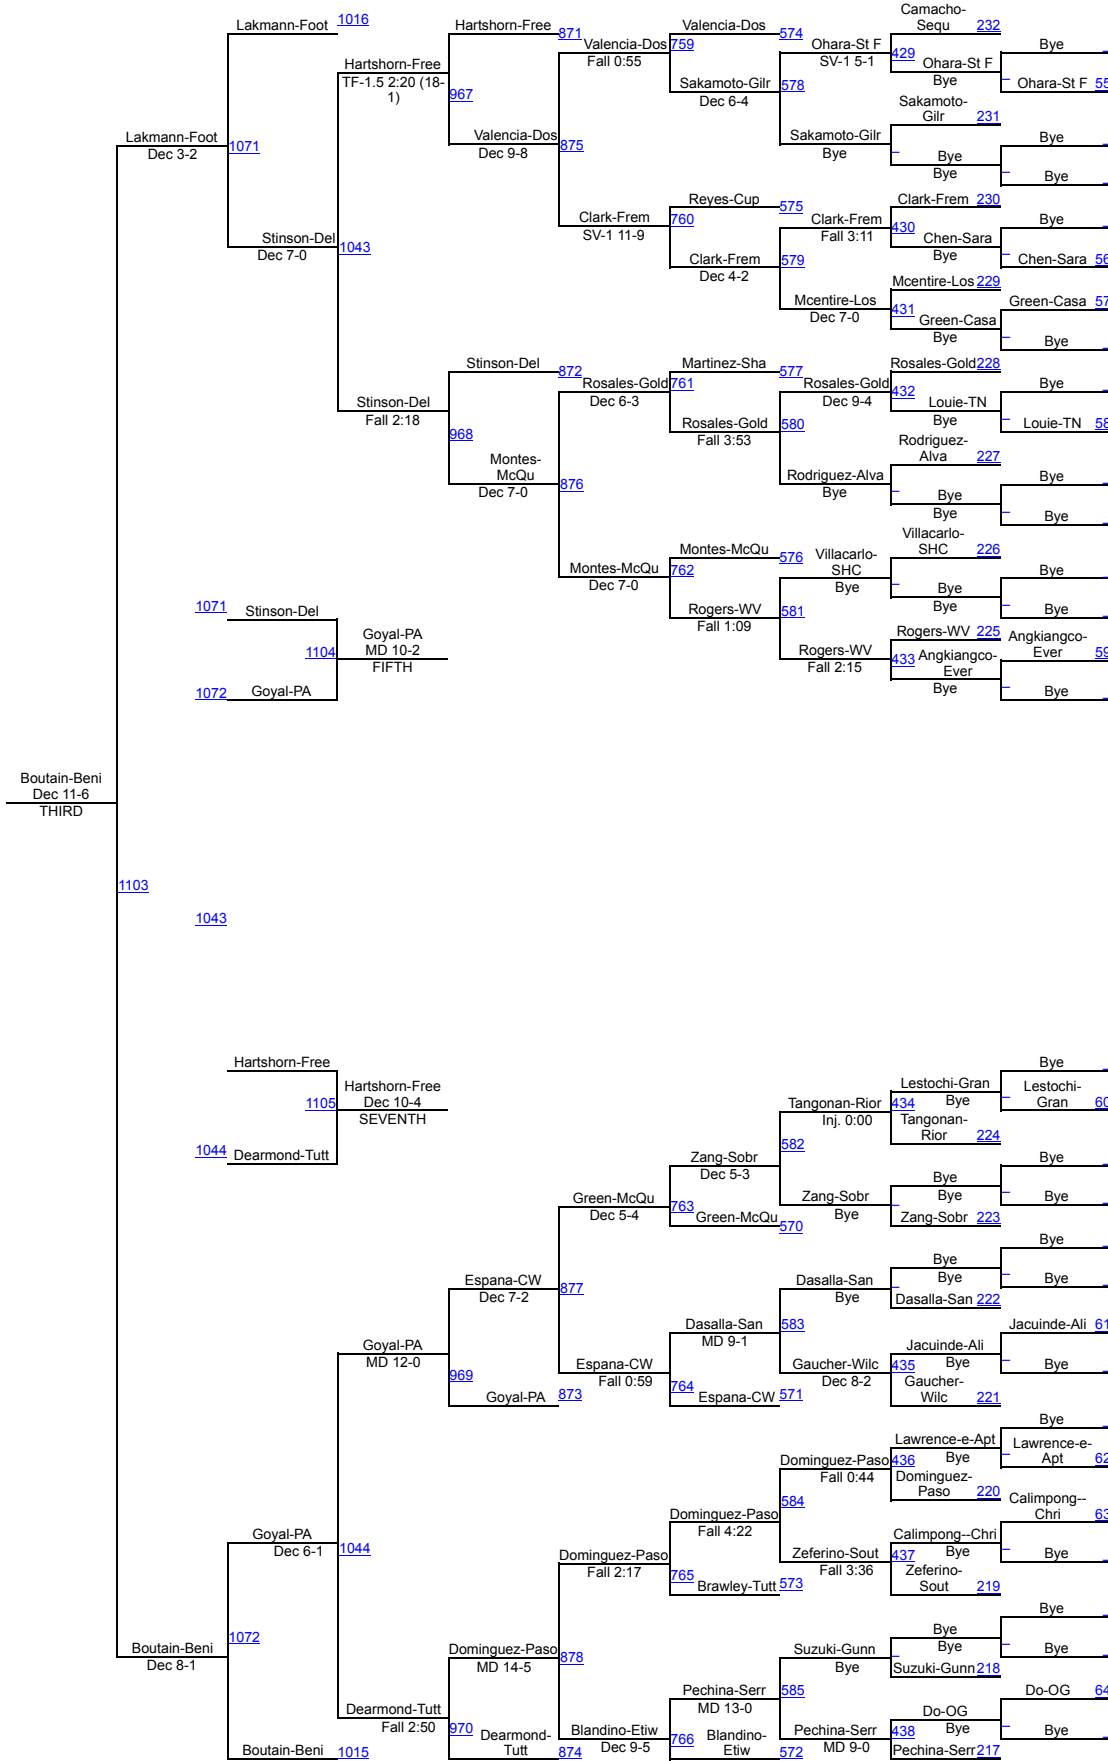 Camacho-
Lakmann-Foot 1016 Hartshorn-Free 871 Valencia-Dos 574 Sequ 232
Valencia-Dos 759 Ohara-St F 429 Bye
Fall 0:55 SV-1 5-1 Ohara-St F
Hartshorn-Free Bye
TF-1.5 2:20 (18- 967 Sakamoto-Gilr 578 Ohara-St F 55
1) Dec 6-4 Sakamoto-
Gilr 231
Lakmann-Foot 1071 Valencia-Dos 875 Sakamoto-Gilr Bye
Dec 3-2 Dec 9-8 Bye Bye
Bye Bye
Reyes-Cup 575 Clark-Frem 230
Clark-Frem 760 Clark-Frem 430 Bye
SV-1 11-9 Fall 3:11 Chen-Sara
Stinson-Del 1043 Bye
Dec 7-0 Clark-Frem 579 Chen-Sara 56
Dec 4-2 Mcentire-Los 229
Mcentire-Los 431 Green-Casa 57
Dec 7-0 Green-Casa
Bye Bye
Stinson-Del 872 Martinez-Sha 577 Rosales-Gold 228
Rosales-Gold 761 Rosales-Gold 432 Bye
Dec 6-3 Dec 9-4 Louie-TN
Stinson-Del Bye
Fall 2:18 968 Rosales-Gold 580 Louie-TN 58
Fall 3:53 Rodriguez-
Montes- Alva 227
McQu 876 Rodriguez-Alva Bye
Dec 7-0 Bye Bye
Bye Bye
Villacarlo-
Montes-McQu 576 SHC 226
Montes-McQu 762 Villacarlo-
Dec 7-0 SHC Bye
Bye Bye
1071 Stinson-Del Rogers-WV 581 Bye Bye
Fall 1:09
Goyal-PA Rogers-WV 225 Angkiangco-
1104 MD 10-2 Rogers-WV 433 Ever 59
FIFTH Fall 2:15 Angkiangco-
Ever
1072 Goyal-PA Bye Bye
Boutain-Beni
Dec 11-6
THIRD
1103
1043
Hartshorn-Free Bye
Lestochi-Gran Lestochi-
Hartshorn-Free Tangonan-Rior 434 Bye Gran 60
1105 Dec 10-4 Inj. 0:00 Tangonan-
SEVENTH Rior 224
582
1044 Dearmond-Tutt Zang-Sobr Bye
Dec 5-3 Bye
Green-McQu 763 Zang-Sobr Bye Bye
Dec 5-4 Green-McQu 570 Bye Zang-Sobr 223
Bye
Bye
Espana-CW 877 Dasalla-San Bye Bye
Dec 7-2 Bye Dasalla-San 222
Goyal-PA Dasalla-San 583 Jacuinde-Ali 61
MD 12-0 MD 9-1 Jacuinde-Ali
969 Espana-CW 764 Gaucher-Wilc 435 Bye Bye
Fall 0:59 Dec 8-2 Gaucher-
Goyal-PA 873 Espana-CW 571 Wilc 221
Bye
Lawrence-e-Apt Lawrence-e-
Dominguez-Paso 436 Bye Apt 62
Fall 0:44 Dominguez-
Paso 220
584 Calimpong--
Dominguez-Paso Chri 63
Goyal-PA 1044 Fall 4:22 Calimpong--Chri
Dec 6-1 Dominguez-Paso 765 Zeferino-Sout 437 Bye Bye
Fall 2:17 Fall 3:36 Zeferino-
Brawley-Tutt 573 Sout 219
Bye
1072 Bye
Boutain-Beni Dominguez-Paso 878 Suzuki-Gunn Bye Bye
Dec 8-1 MD 14-5 Bye Suzuki-Gunn 218
Pechina-Serr 585 Do-OG 64
MD 13-0 Do-OG
Dearmond-Tutt 970 Blandino-Etiw 766 Pechina-Serr 438 Bye Bye
Fall 2:50 Dearmond- Dec 9-5 Blandino- MD 9-0
Boutain-Beni 1015 Tutt 874 Etiw 572 Pechina-Serr 217